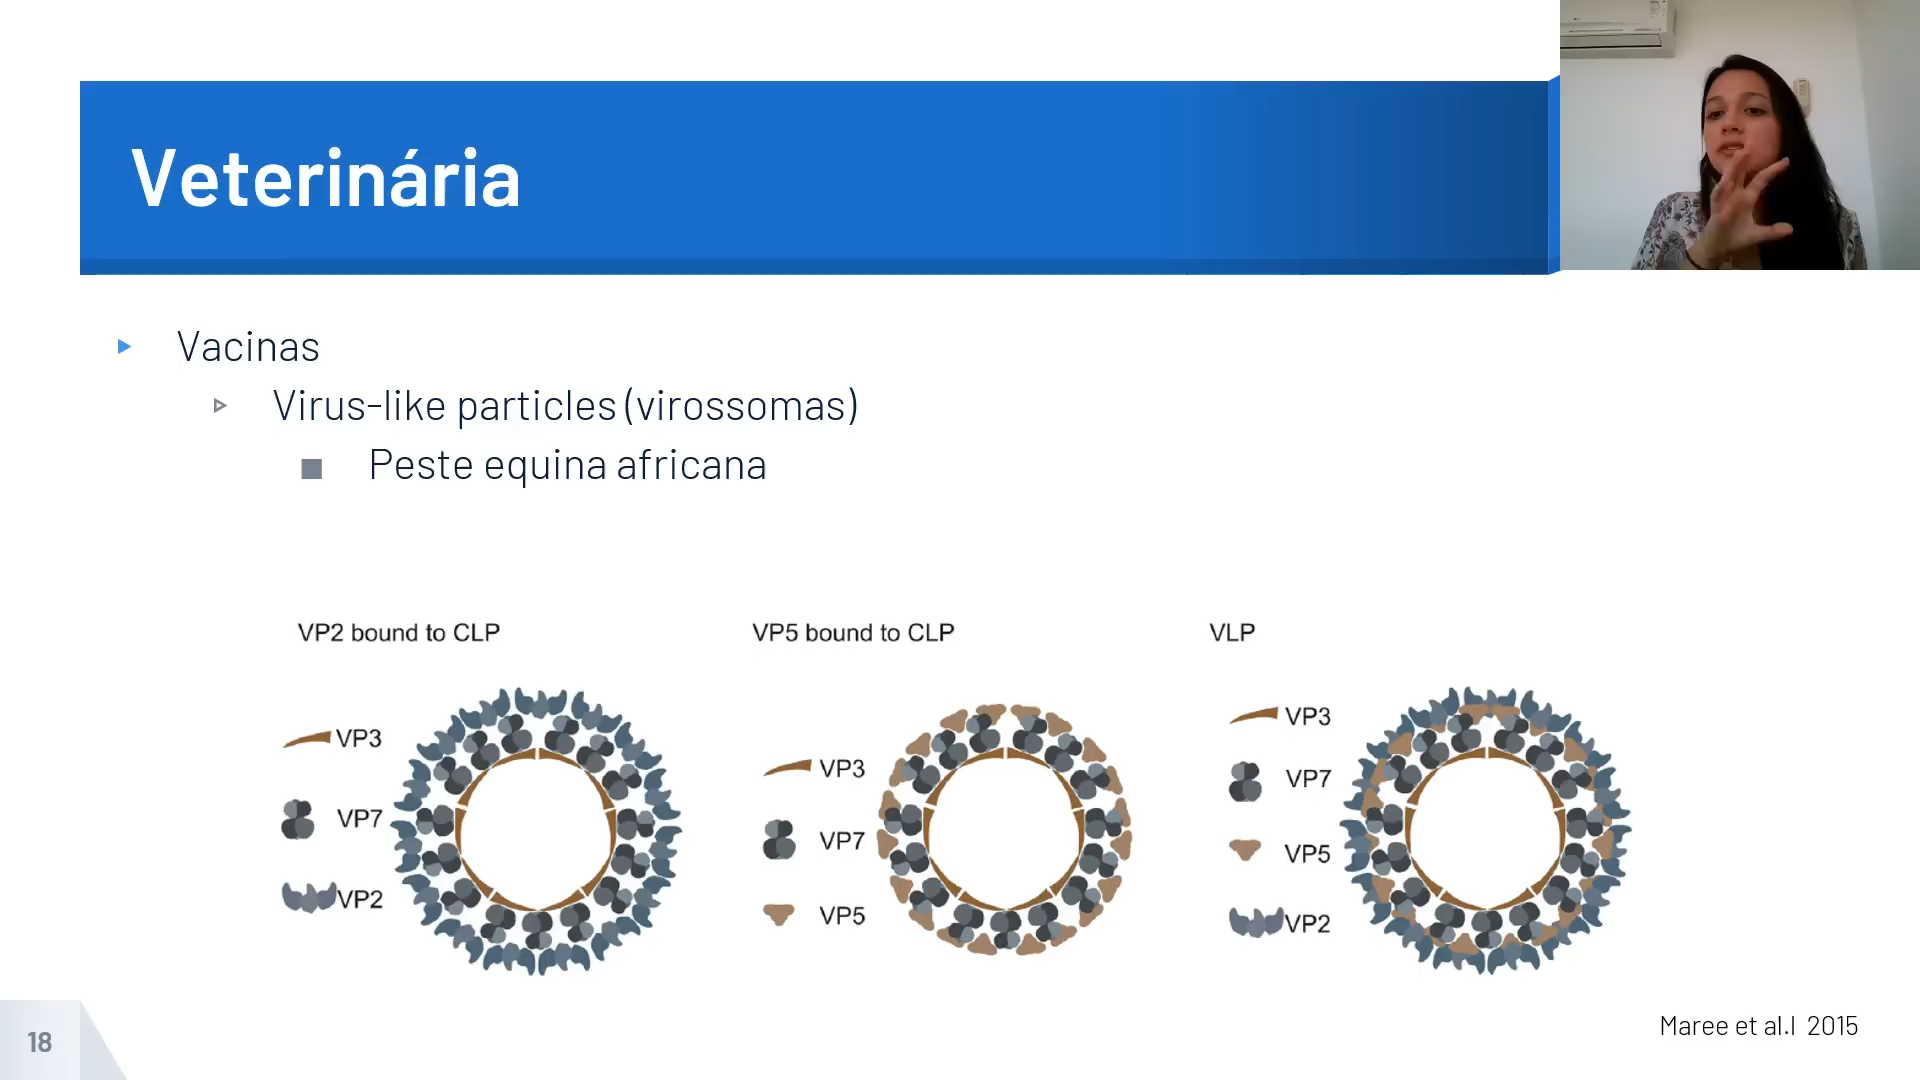 Veterinária
Vacinas
Virus-like particles (virossomas)
Peste equina africana
VP2 bound to CLP
VP3
VP7
VP2
VP5 bound to CLP
VP3
VP7
VP5
VLP
VP3
VP7
VP5
VP2
Maree et al.l 2015
18